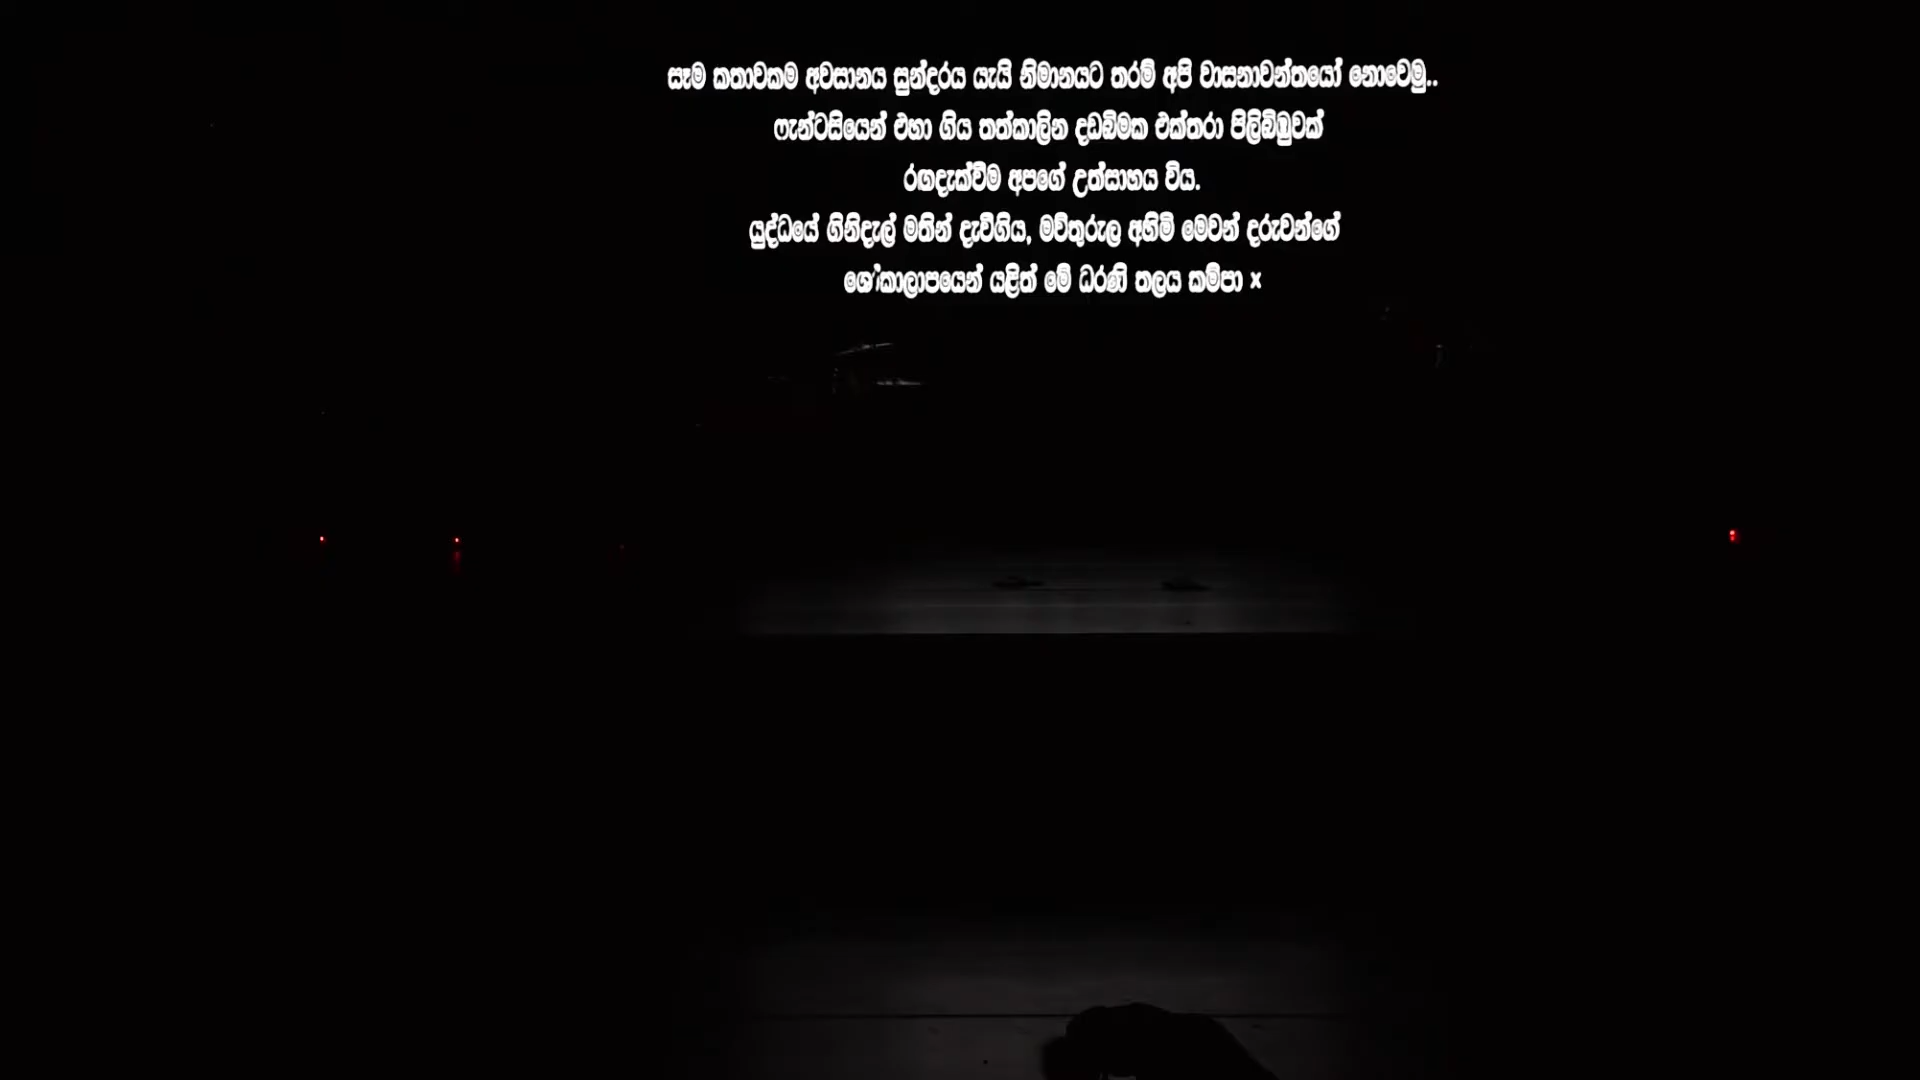 සෑම කතාවකම අවසානය සුන්දරය යැයි නිමානයට තරම් අපි වාසනාවන්තයෝ නොවෙමු..
ෆැන්ටසියෙන් එහා ගිය තත්කාලින දඩබිමක එක්තරා පිලිබිඹුවක්
රඟදැක්වීම අපගේ උත්සාහය විය.
යුද්ධයේ ගිනිදැල් මතින් දැවීගිය, මව්තුරුල අහිමි මෙවන් දරුවන්ගේ
ශෝකාලාපයෙන් යළිත් මේ ධරණි තලය කම්පා x